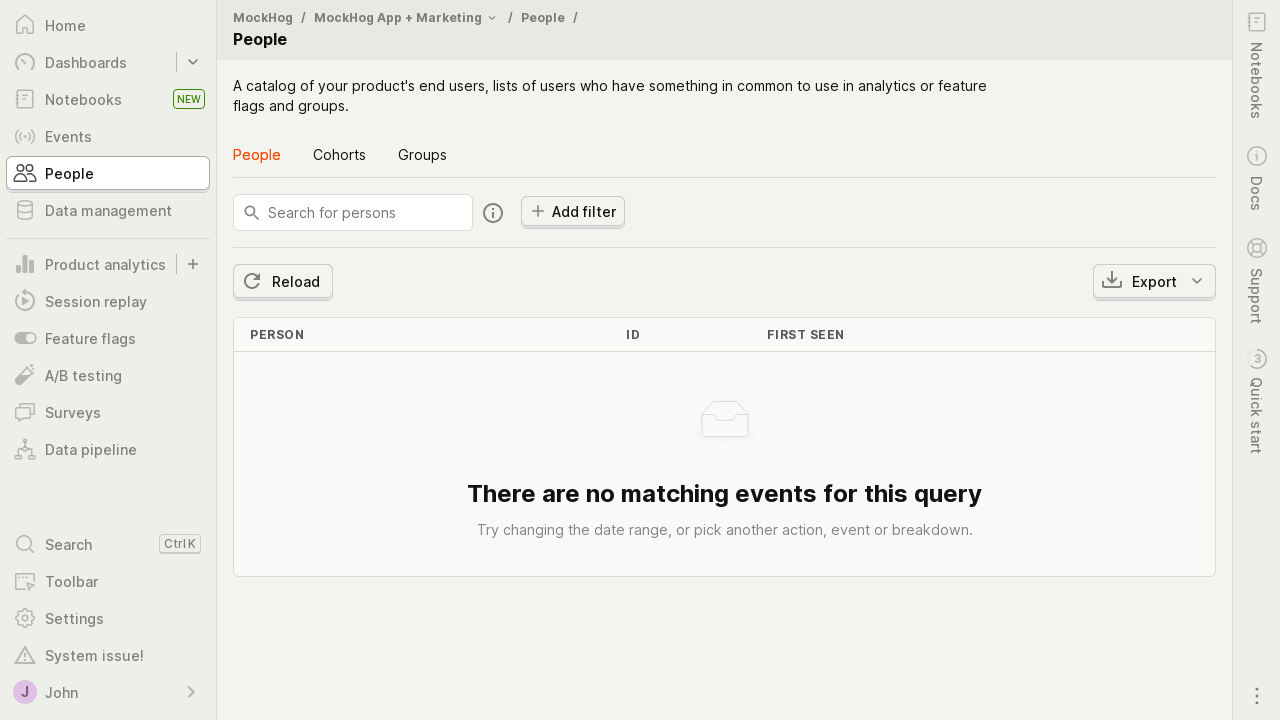 Home
Dashboards
Notebooks NEW
Events
People
Data management
Product analytics
Session replay
Feature flags
A/B testing
Surveys
Data pipeline
Search Ctrl K
Toolbar
Settings
System issue!
J John
MockHog / MockHog App + Marketing / People /
People
A catalog of your product's end users, lists of users who have something in common to use in analytics or feature
flags and groups.
People Cohorts Groups
Search for persons Add filter
Reload Export
PERSON ID FIRST SEEN
There are no matching events for this query
Try changing the date range, or pick another action, event or breakdown.
Notebooks
Docs
Support
3 Quick start